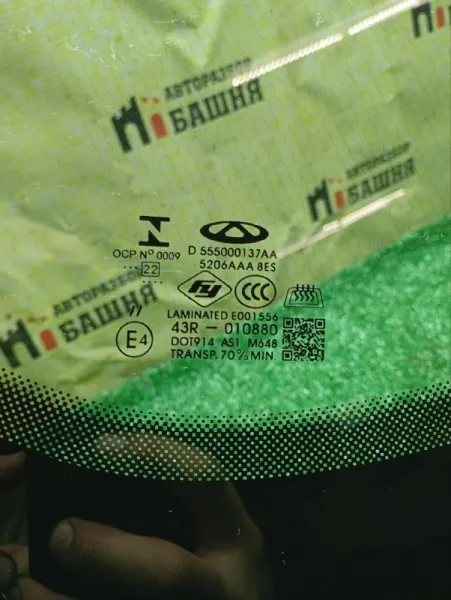 АВТОРАЗБОР
БАШНЯ
АВТОРАЗБОР
БАШНЯ
OCP N° 0009
D 555000137AA
5206AAA 8ES
22
FY
CCC
LAMINATED E001556
43R – 010880
DOT914 AS1 M648
TRANSP. 70% MIN.
E4
АВТОРАЗБОР
БАШНЯ